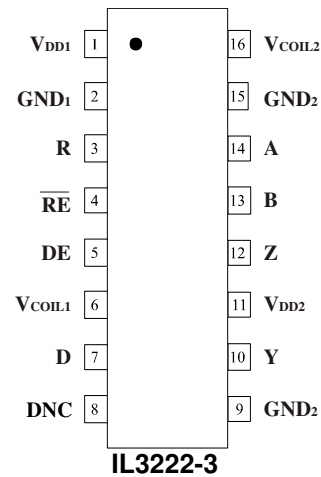 VDD1 1 16 VCOIL2
GND1 2 15 GND2
R 3 14 A
RE 4 13 B
DE 5 12 Z
VCOIL1 6 11 VDD2
D 7 10 Y
DNC 8 9 GND2
IL3222-3